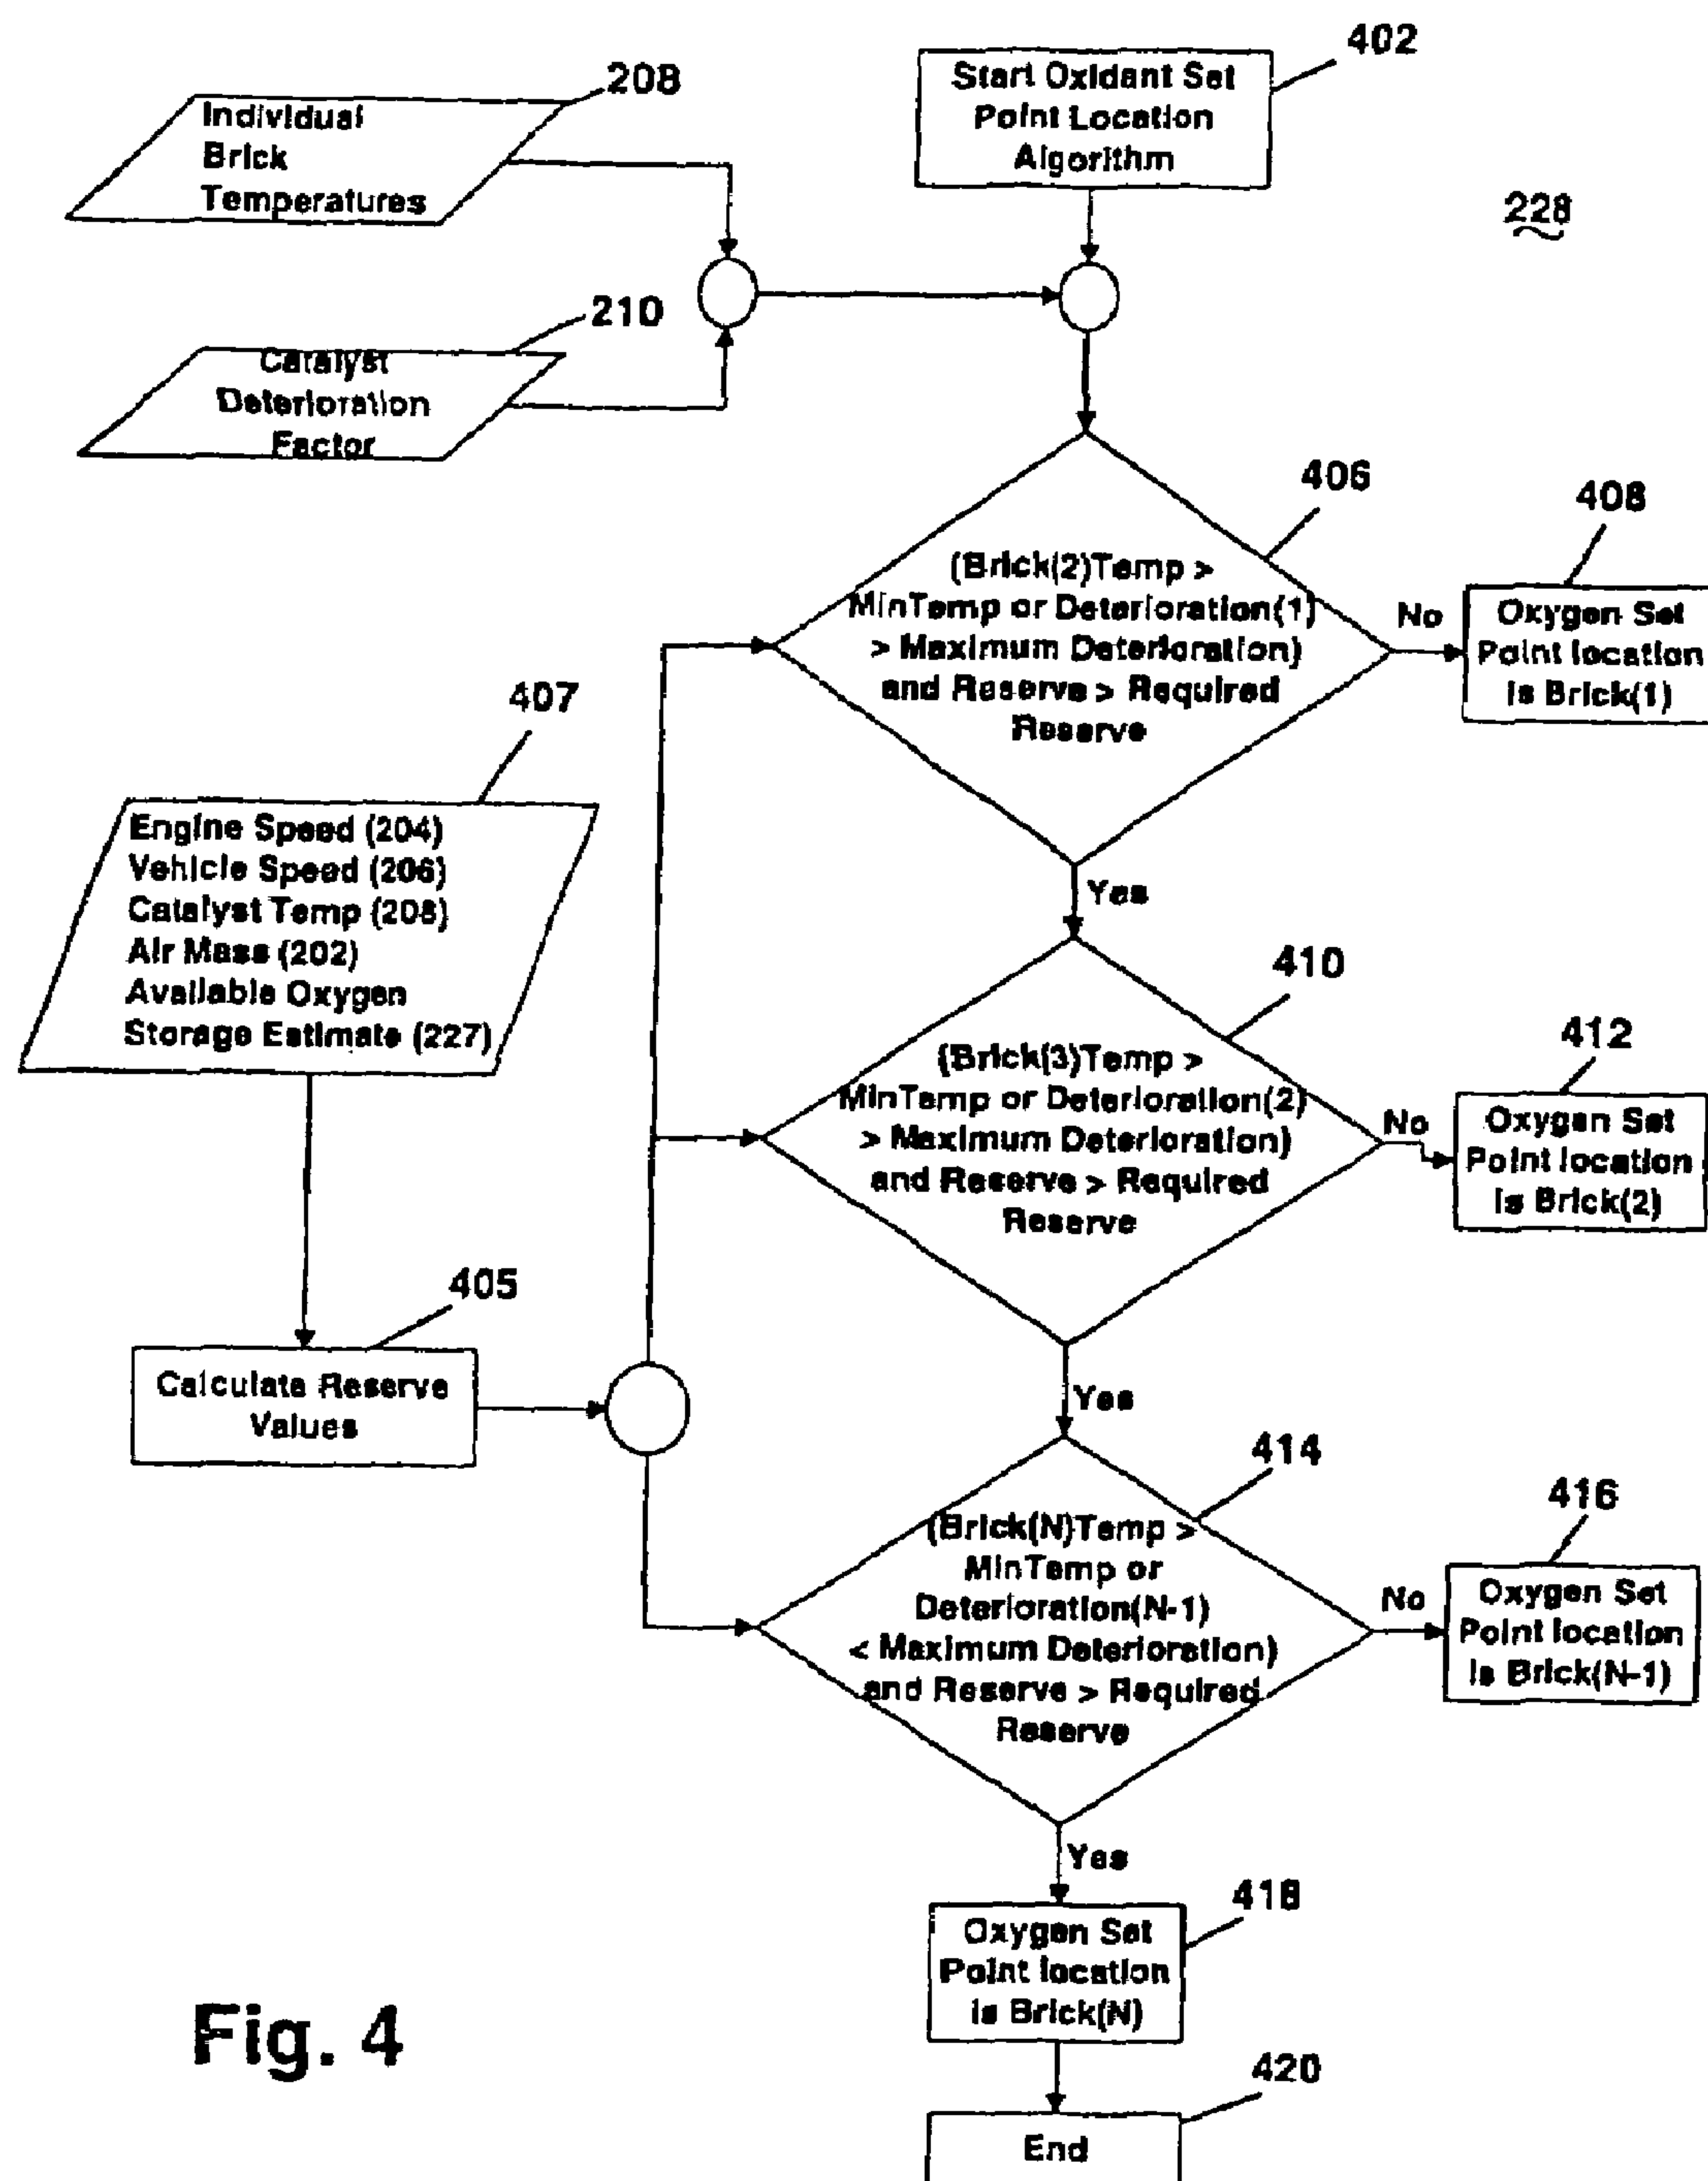 402
Start Oxidant Set
Point Location
Algorithm
208
Individual
Brick
Temperatures
228
210
Catalyst
Deterioration
Factor
406
(Brick(2)Temp >
MinTemp or Deterioration(1)
> Maximum Deterioration)
and Reserve > Required
Reserve
No
408
Oxygen Set
Point location
is Brick(1)
407
Engine Speed (204)
Vehicle Speed (206)
Catalyst Temp (208)
Air Mass (202)
Available Oxygen
Storage Estimate (227)
Yes
410
(Brick(3)Temp >
MinTemp or Deterioration(2)
> Maximum Deterioration)
and Reserve > Required
Reserve
No
412
Oxygen Set
Point location
is Brick(2)
405
Calculate Reserve
Values
Yes
414
(Brick(N)Temp >
MinTemp or
Deterioration(N-1)
< Maximum Deterioration)
and Reserve > Required
Reserve
No
416
Oxygen Set
Point location
is Brick(N-1)
Yes
418
Oxygen Set
Point location
is Brick(N)
420
End
Fig. 4